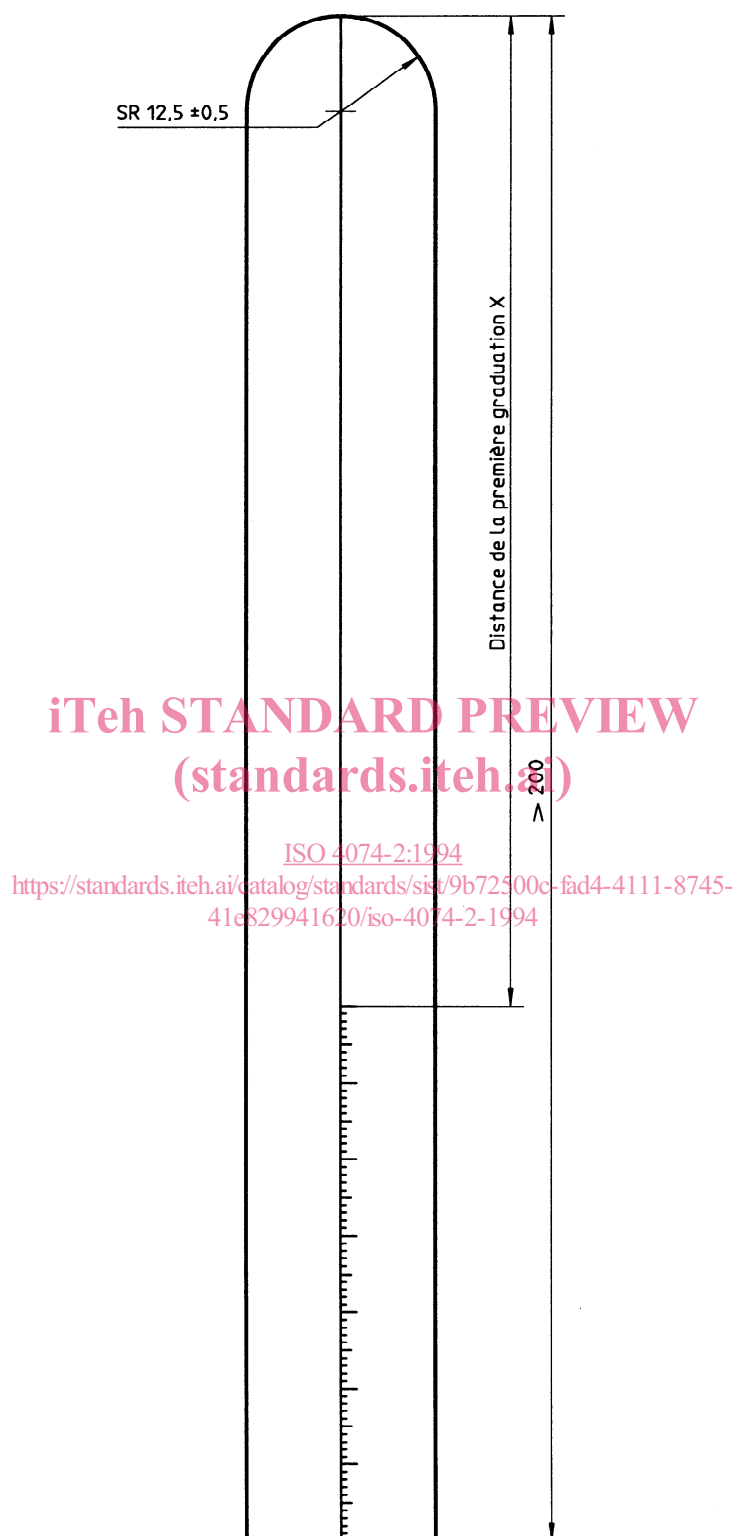 SR 12,5 ±0,5
Distance de la première graduation X
> 200
iTeh STANDARD PREVIEW
(standards.iteh.ai)
ISO 4074-2:1994
https://standards.iteh.ai/catalog/standards/sist/9b72500c-fad4-4111-8745-
41e829941620/iso-4074-2-1994